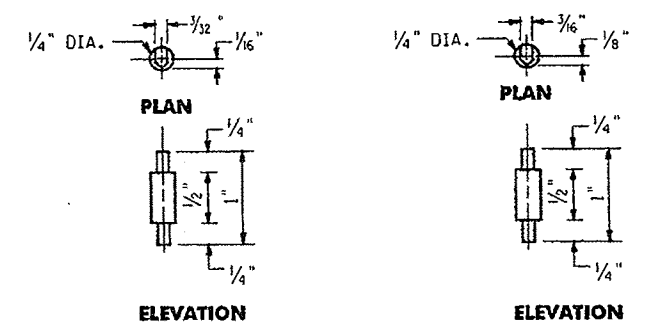 3/32"
1/4" DIA.
1/16"
PLAN
1/4"
1/2"
1"
1/4"
ELEVATION
3/16"
1/4" DIA.
1/8"
PLAN
1/4"
1/2"
1"
1/4"
ELEVATION